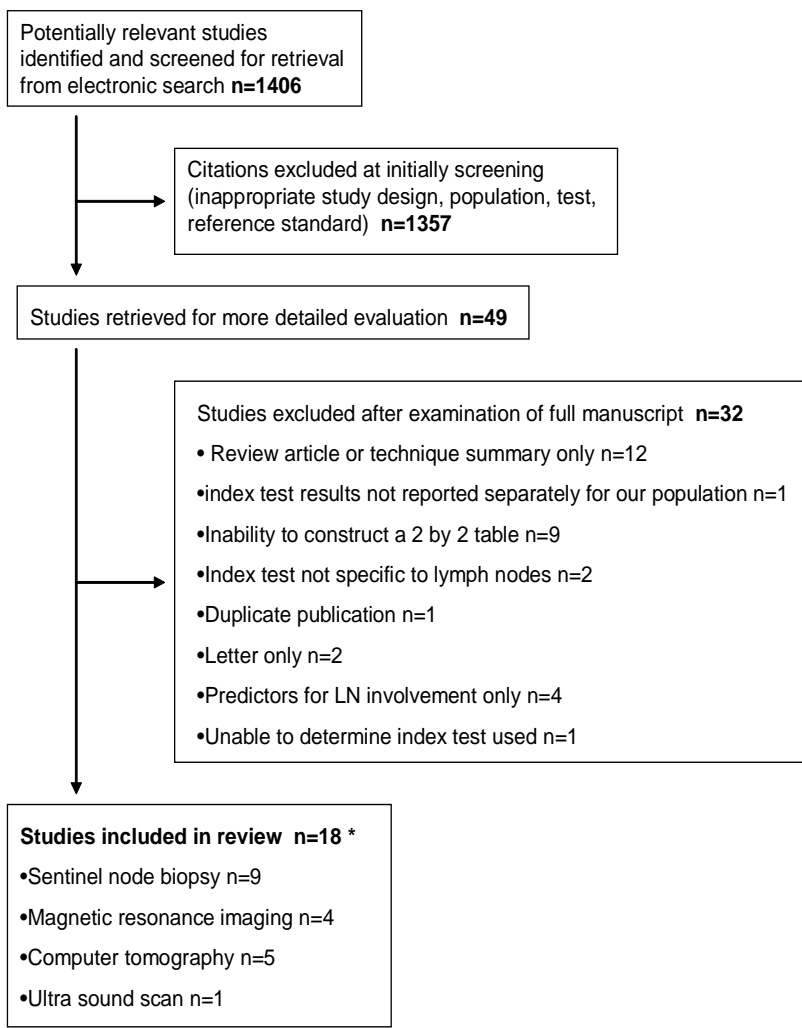 Potentially relevant studies
identified and screened for retrieval
from electronic search n=1406
Citations excluded at initially screening
(inappropriate study design, population, test,
reference standard) n=1357
Studies retrieved for more detailed evaluation n=49
Studies excluded after examination of full manuscript n=32
• Review article or technique summary only n=12
•index test results not reported separately for our population n=1
•Inability to construct a 2 by 2 table n=9
•Index test not specific to lymph nodes n=2
•Duplicate publication n=1
•Letter only n=2
•Predictors for LN involvement only n=4
•Unable to determine index test used n=1
Studies included in review n=18 *
•Sentinel node biopsy n=9
•Magnetic resonance imaging n=4
•Computer tomography n=5
•Ultra sound scan n=1